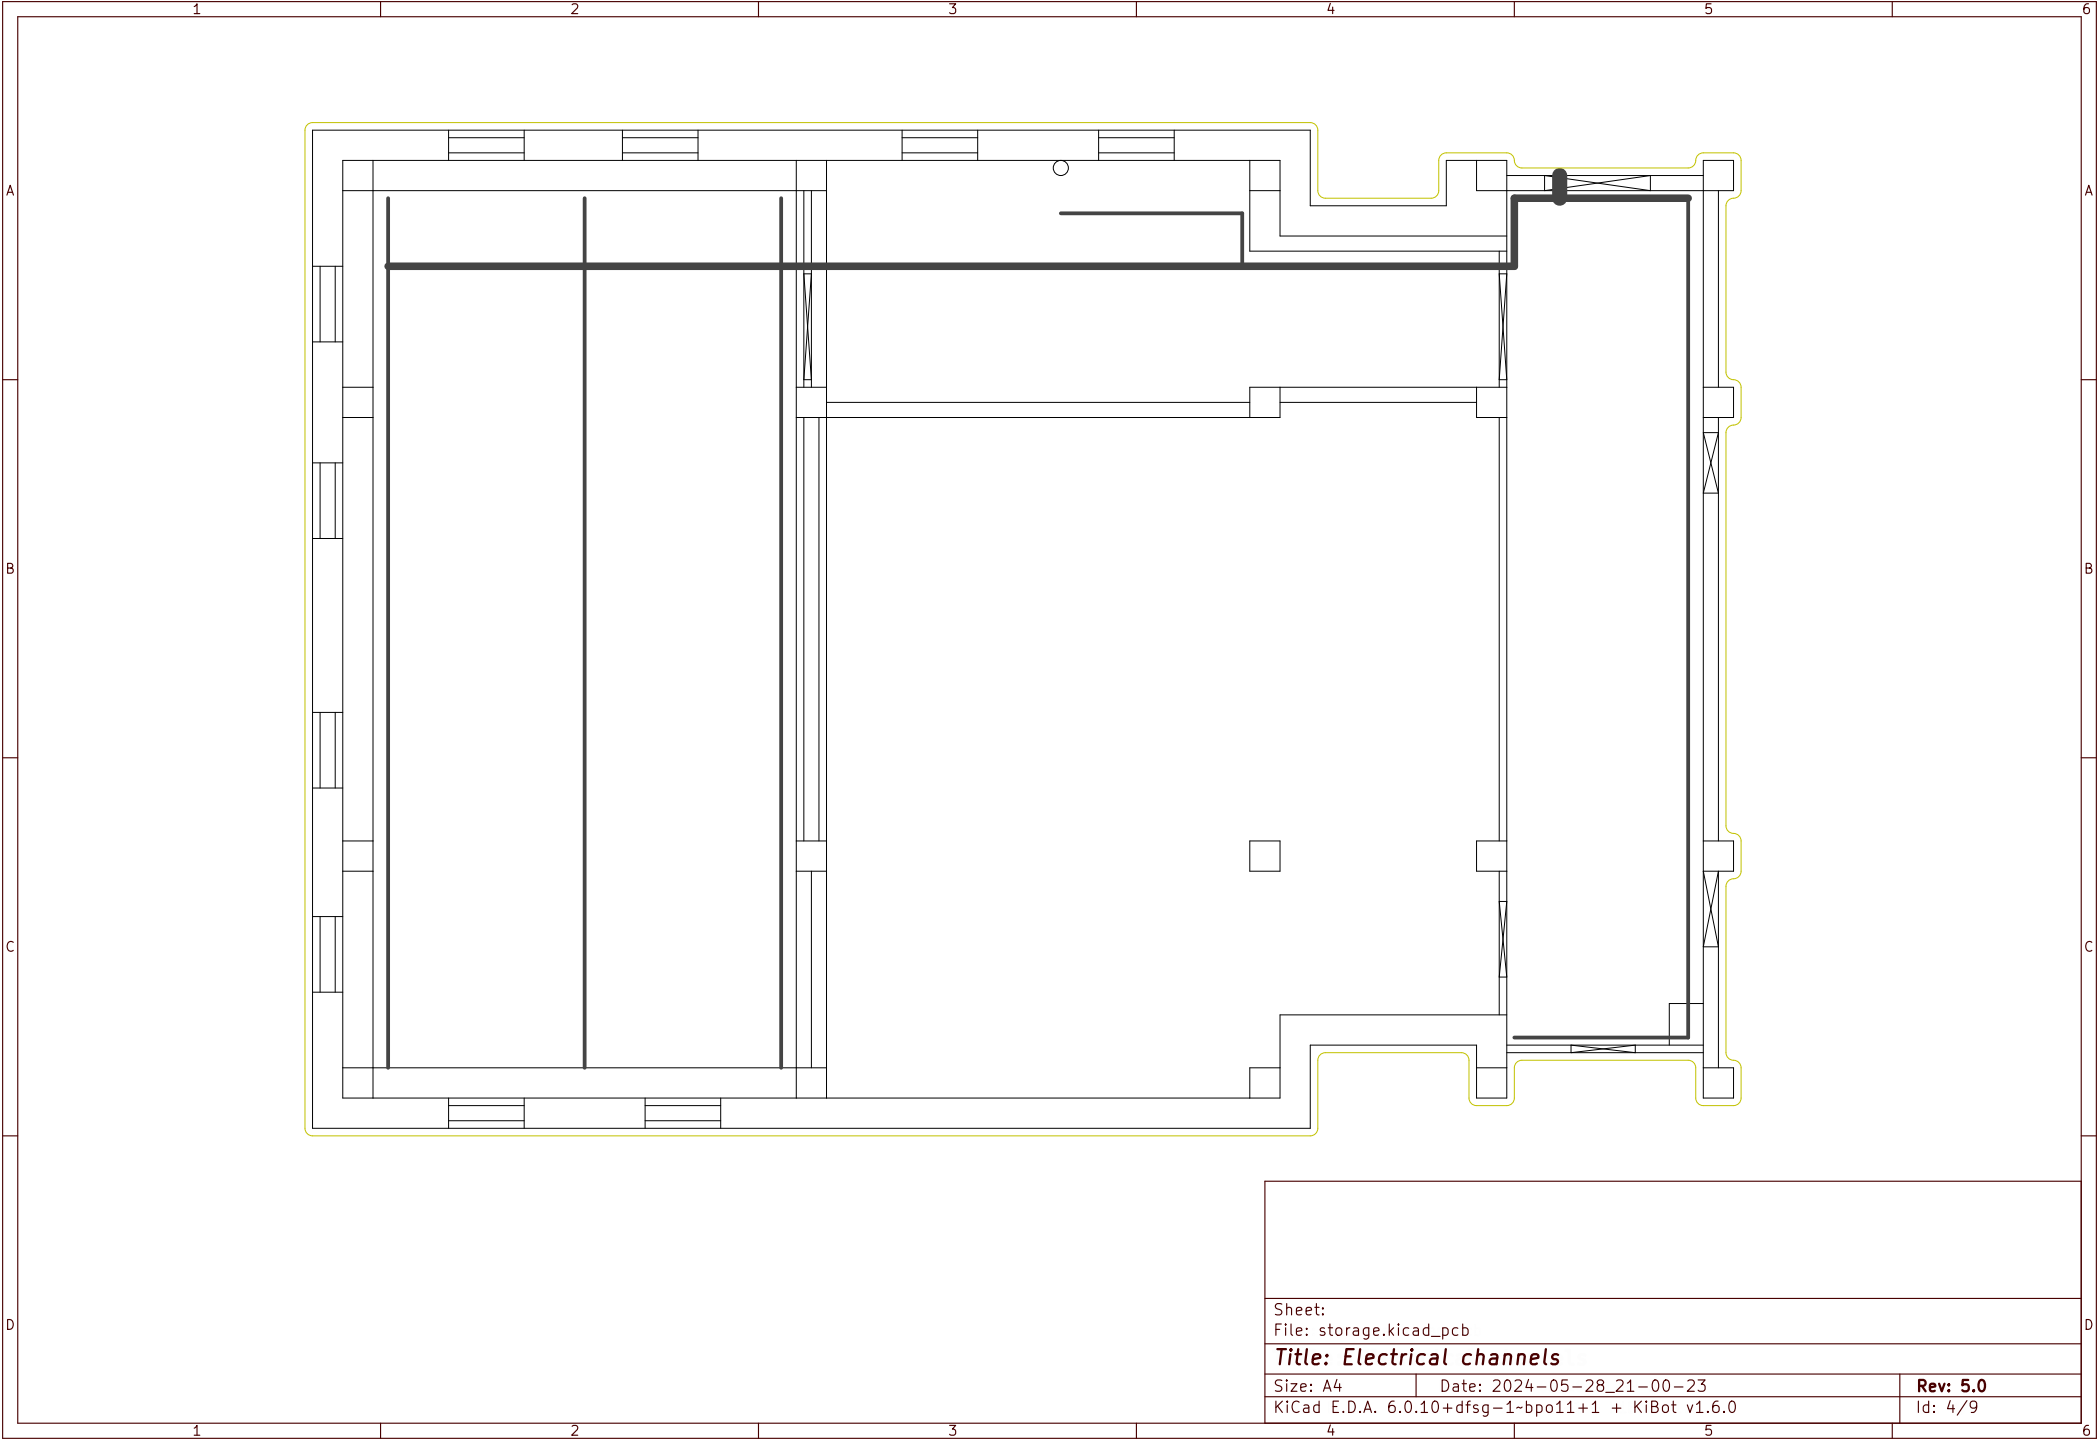 1 2 3 4 5 6
A A
B B
C C
D D
Sheet:
File: storage.kicad_pcb
Title: Electrical channels
Size: A4 Date: 2024-05-28_21-00-23 Rev: 5.0
KiCad E.D.A. 6.0.10+dfsg-1~bpo11+1 + KiBot v1.6.0 Id: 4/9
1 2 3 4 5 6